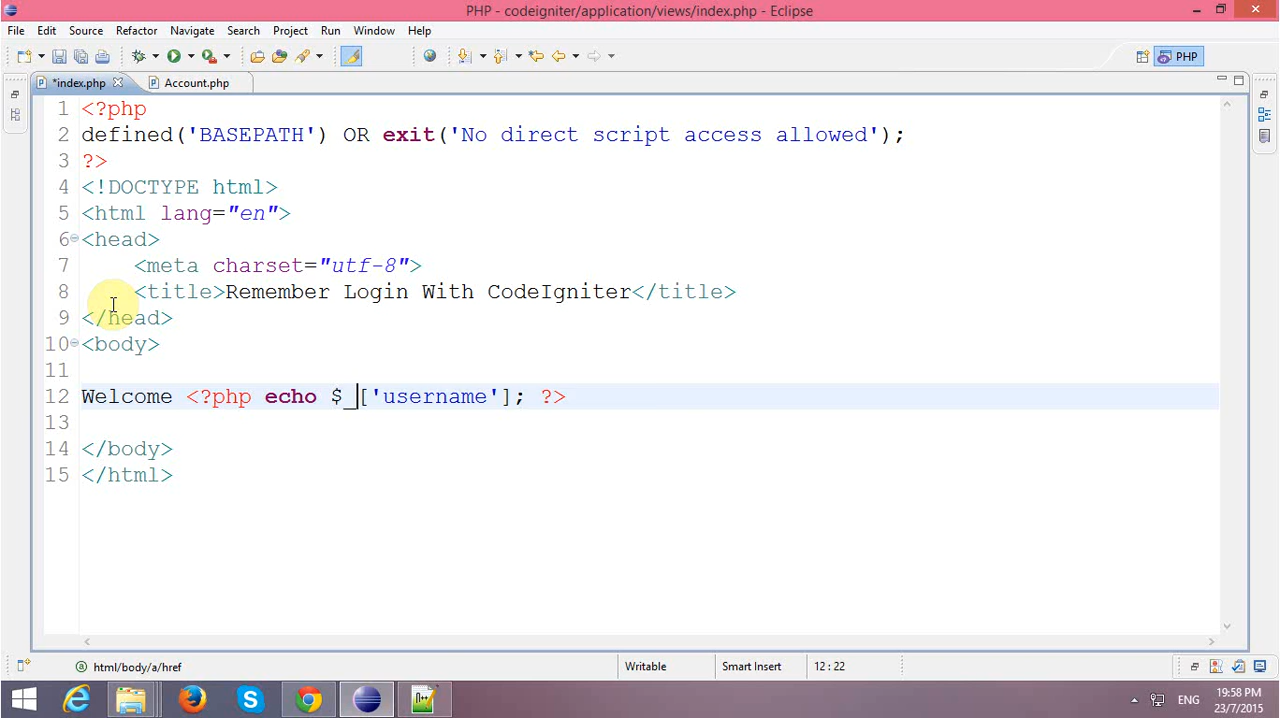 PHP - codeigniter/application/views/index.php - Eclipse
File Edit Source Refactor Navigate Search Project Run Window Help
PHP
*index.php
Account.php
1 <?php
2 defined('BASEPATH') OR exit('No direct script access allowed');
3 ?>
4 <!DOCTYPE html>
5 <html lang="en">
6 <head>
7 <meta charset="utf-8">
8 <title>Remember Login With CodeIgniter</title>
9 </head>
10 <body>
11
12 Welcome <?php echo $_['username']; ?>
13
14 </body>
15 </html>
html/body/a/href
Writable
Smart Insert
12 : 22
ENG
19:58 PM
23/7/2015